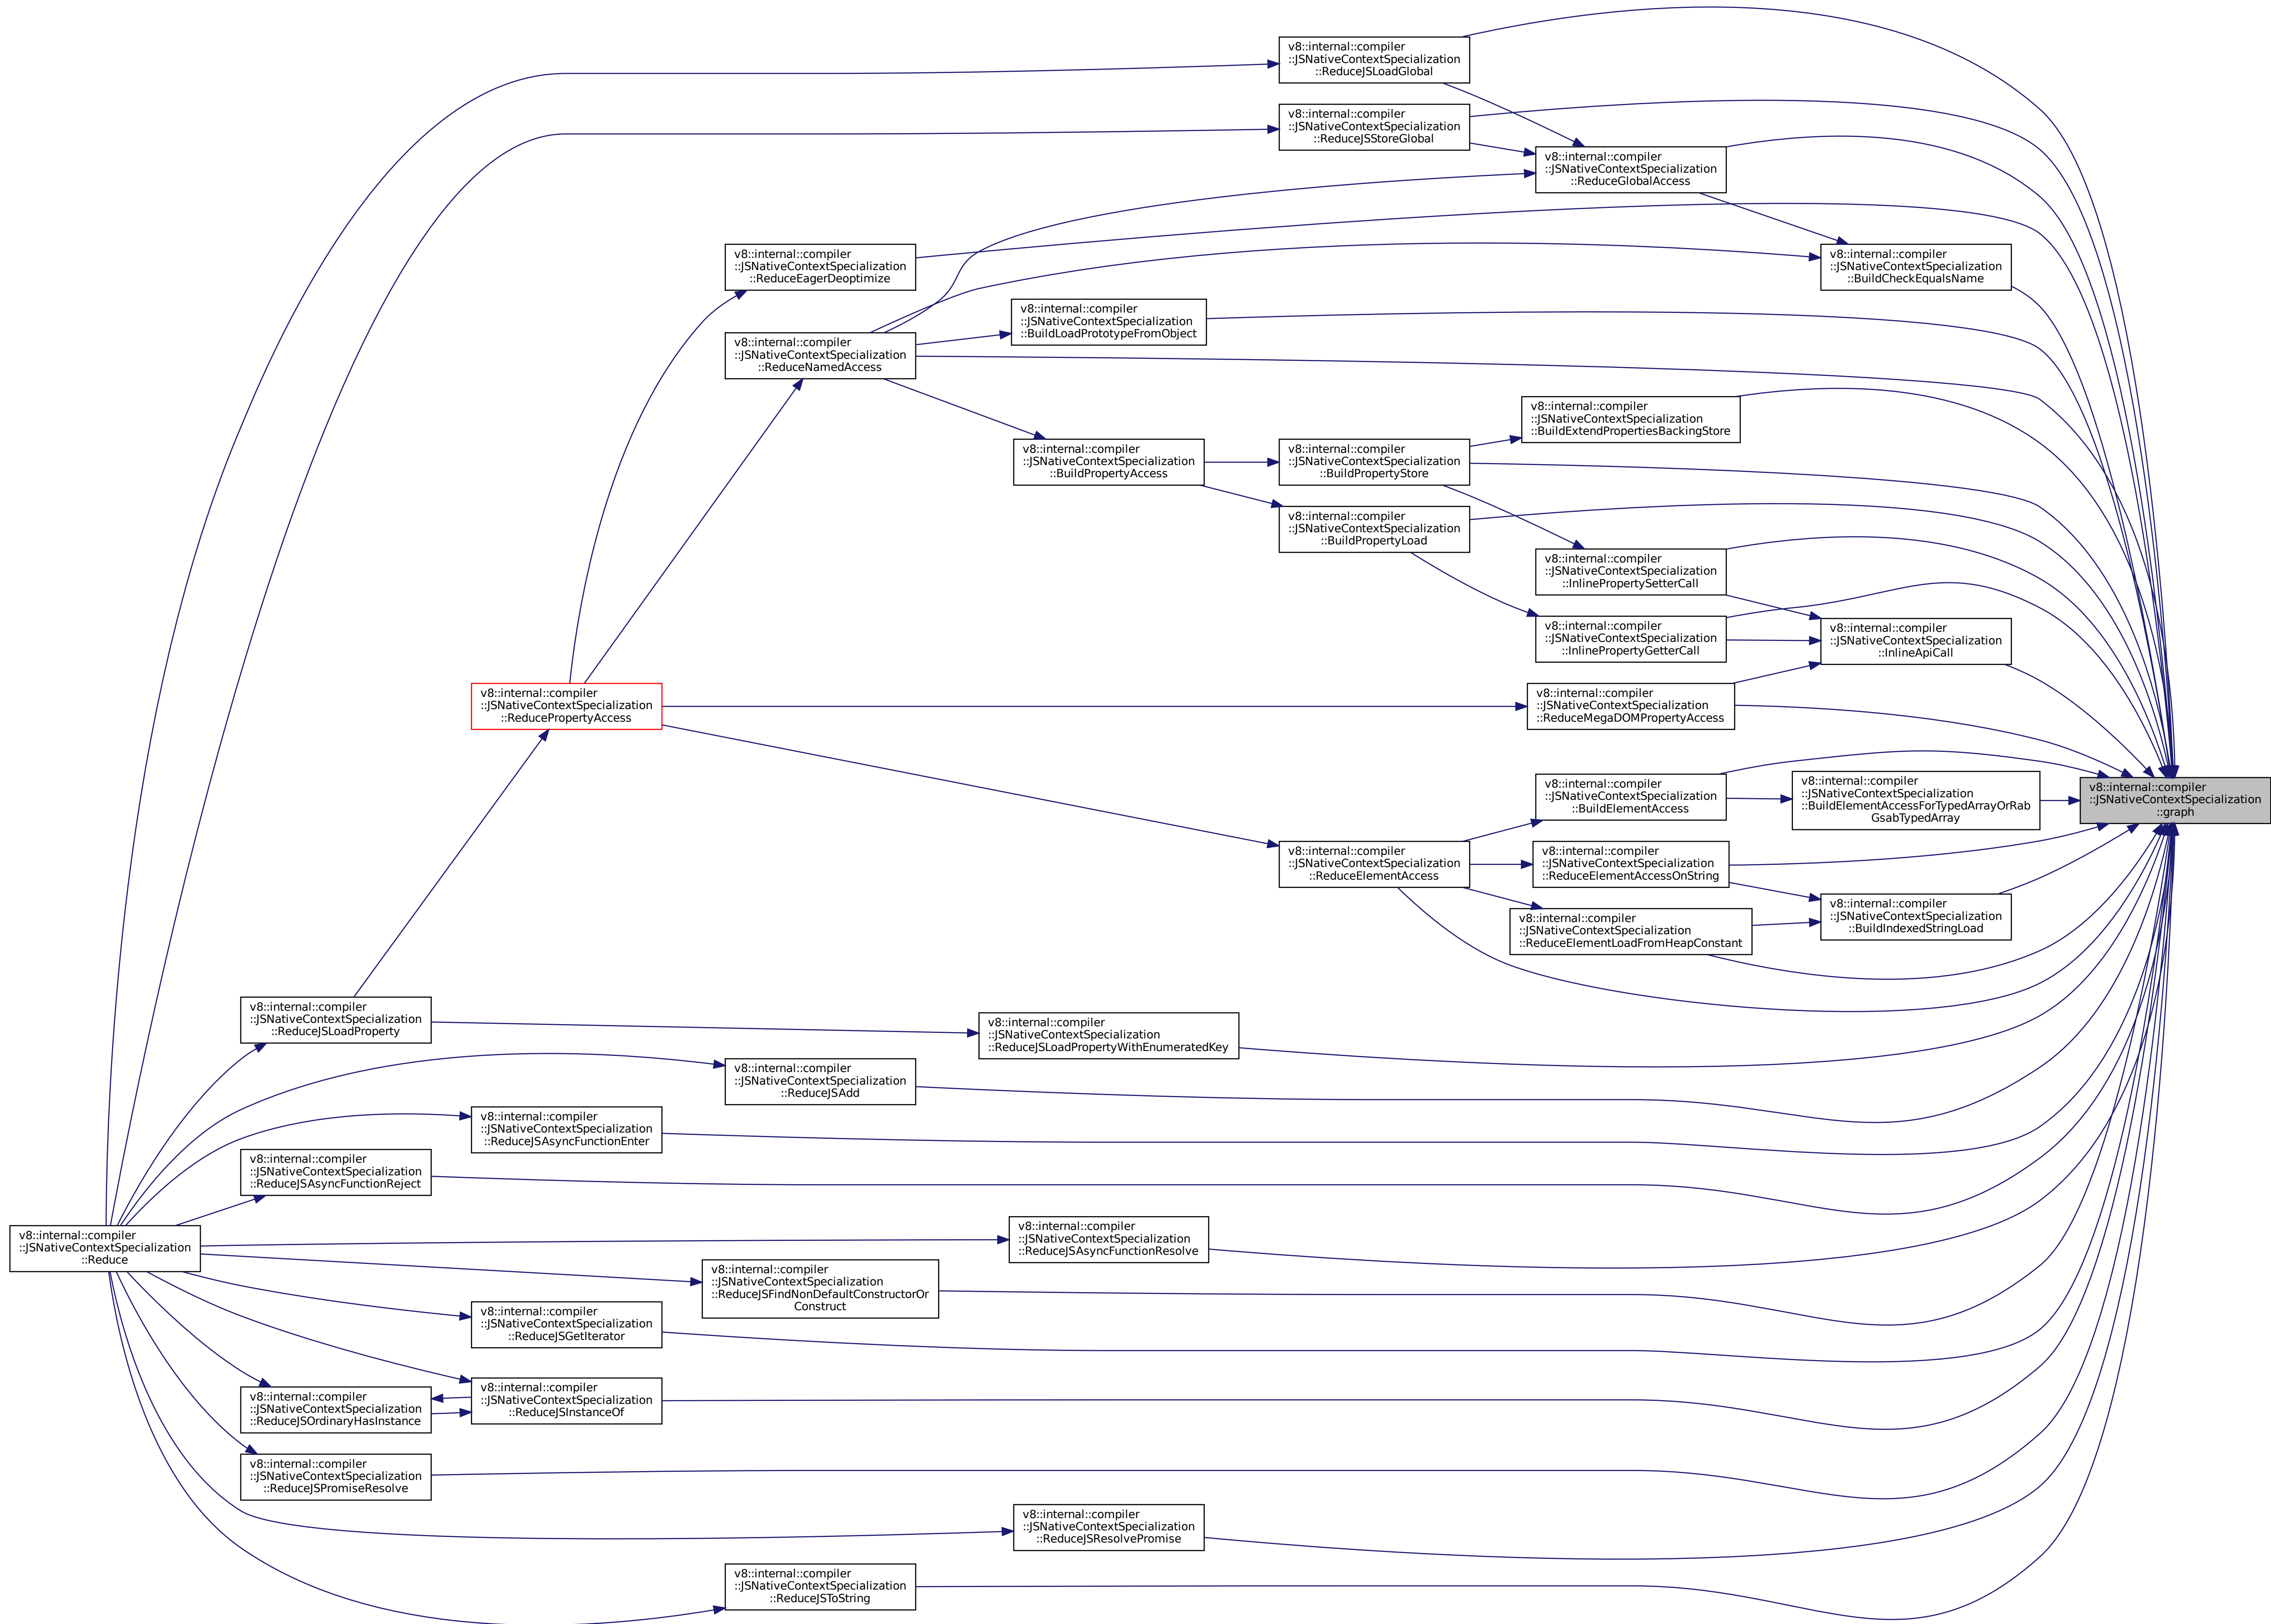 v8::internal::compiler
::JSNativeContextSpecialization
::ReduceJSLoadGlobal
v8::internal::compiler
::JSNativeContextSpecialization
::ReduceJSStoreGlobal
v8::internal::compiler
::JSNativeContextSpecialization
::ReduceGlobalAccess
v8::internal::compiler
::JSNativeContextSpecialization
::ReduceEagerDeoptimize
v8::internal::compiler
::JSNativeContextSpecialization
::BuildCheckEqualsName
v8::internal::compiler
::JSNativeContextSpecialization
::BuildLoadPrototypeFromObject
v8::internal::compiler
::JSNativeContextSpecialization
::ReduceNamedAccess
v8::internal::compiler
::JSNativeContextSpecialization
::BuildExtendPropertiesBackingStore
v8::internal::compiler
::JSNativeContextSpecialization
::BuildPropertyAccess
v8::internal::compiler
::JSNativeContextSpecialization
::BuildPropertyStore
v8::internal::compiler
::JSNativeContextSpecialization
::BuildPropertyLoad
v8::internal::compiler
::JSNativeContextSpecialization
::InlinePropertySetterCall
v8::internal::compiler
::JSNativeContextSpecialization
::InlinePropertyGetterCall
v8::internal::compiler
::JSNativeContextSpecialization
::InlineApiCall
v8::internal::compiler
::JSNativeContextSpecialization
::ReducePropertyAccess
v8::internal::compiler
::JSNativeContextSpecialization
::ReduceMegaDOMPropertyAccess
v8::internal::compiler
::JSNativeContextSpecialization
::BuildElementAccess
v8::internal::compiler
::JSNativeContextSpecialization
::BuildElementAccessForTypedArrayOrRab
GsabTypedArray
v8::internal::compiler
::JSNativeContextSpecialization
::graph
v8::internal::compiler
::JSNativeContextSpecialization
::ReduceElementAccess
v8::internal::compiler
::JSNativeContextSpecialization
::ReduceElementAccessOnString
v8::internal::compiler
::JSNativeContextSpecialization
::BuildIndexedStringLoad
v8::internal::compiler
::JSNativeContextSpecialization
::ReduceElementLoadFromHeapConstant
v8::internal::compiler
::JSNativeContextSpecialization
::ReduceJSLoadProperty
v8::internal::compiler
::JSNativeContextSpecialization
::ReduceJSLoadPropertyWithEnumeratedKey
v8::internal::compiler
::JSNativeContextSpecialization
::ReduceJSAdd
v8::internal::compiler
::JSNativeContextSpecialization
::ReduceJSAsyncFunctionEnter
v8::internal::compiler
::JSNativeContextSpecialization
::ReduceJSAsyncFunctionReject
v8::internal::compiler
::JSNativeContextSpecialization
::Reduce
v8::internal::compiler
::JSNativeContextSpecialization
::ReduceJSAsyncFunctionResolve
v8::internal::compiler
::JSNativeContextSpecialization
::ReduceJSFindNonDefaultConstructorOr
Construct
v8::internal::compiler
::JSNativeContextSpecialization
::ReduceJSGetIterator
v8::internal::compiler
::JSNativeContextSpecialization
::ReduceJSInstanceOf
v8::internal::compiler
::JSNativeContextSpecialization
::ReduceJSOrdinaryHasInstance
v8::internal::compiler
::JSNativeContextSpecialization
::ReduceJSPromiseResolve
v8::internal::compiler
::JSNativeContextSpecialization
::ReduceJSResolvePromise
v8::internal::compiler
::JSNativeContextSpecialization
::ReduceJSToString